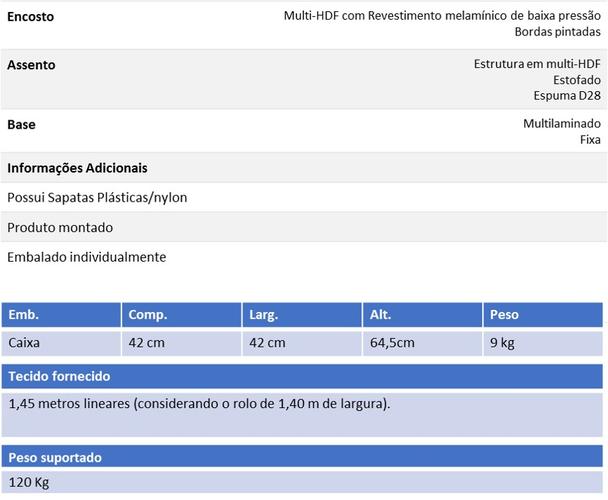 Encosto
Multi-HDF com Revestimento melamínico de baixa pressão
Bordas pintadas
Assento
Estrutura em multi-HDF
Estofado
Espuma D28
Base
Multilaminado
Fixa
Informações Adicionais
Possui Sapatas Plásticas/nylon
Produto montado
Embalado individualmente
Emb. Comp. Larg. Alt. Peso
Caixa 42 cm 42 cm 64,5cm 9 kg
Tecido fornecido
1,45 metros lineares (considerando o rolo de 1,40 m de largura).
Peso suportado
120 Kg